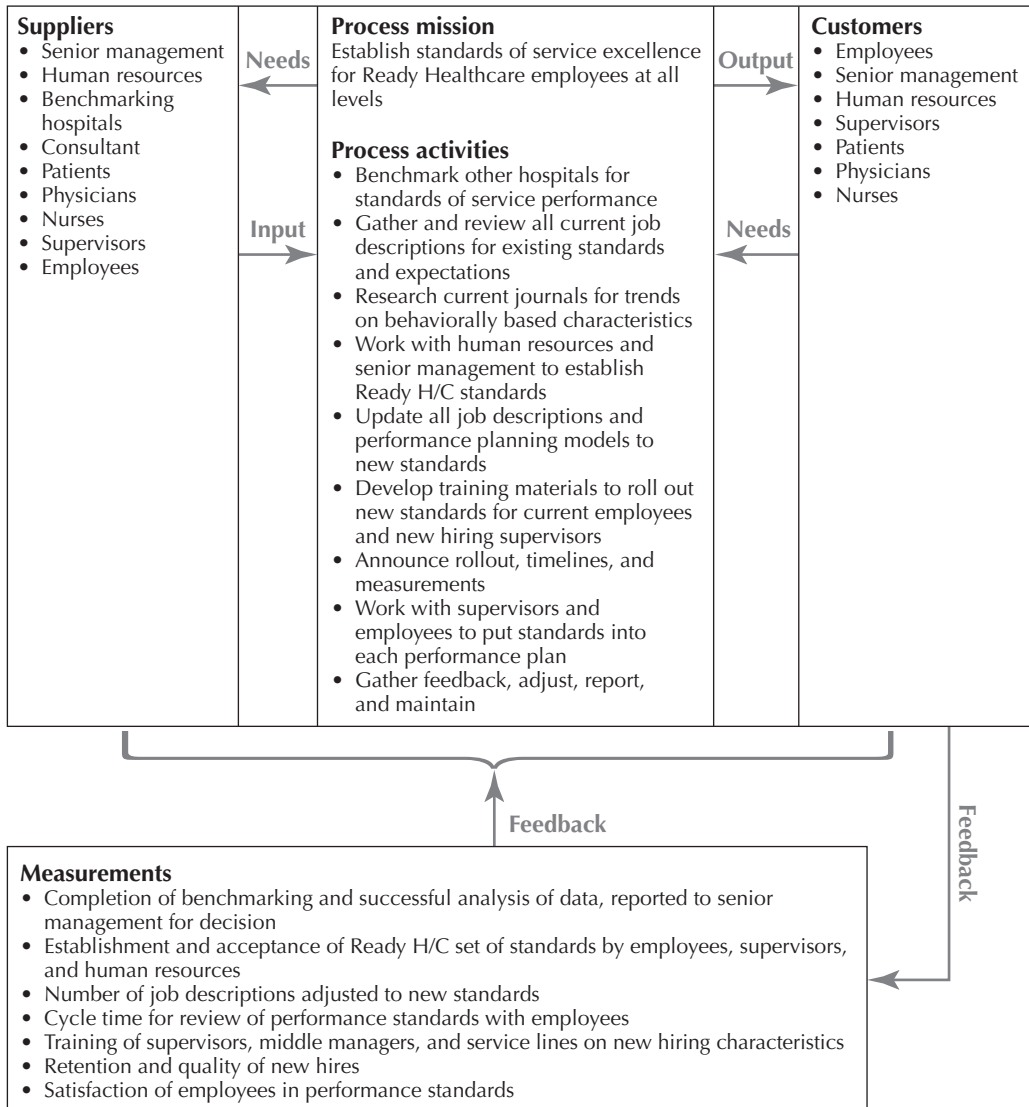 Suppliers
• Senior management
• Human resources
• Benchmarking
hospitals
• Consultant
• Patients
• Physicians
• Nurses
• Supervisors
• Employees
Needs
Input
Process mission
Establish standards of service excellence
for Ready Healthcare employees at all
levels
Process activities
• Benchmark other hospitals for
standards of service performance
• Gather and review all current job
descriptions for existing standards
and expectations
• Research current journals for trends
on behaviorally based characteristics
• Work with human resources and
senior management to establish
Ready H/C standards
• Update all job descriptions and
performance planning models to
new standards
• Develop training materials to roll out
new standards for current employees
and new hiring supervisors
• Announce rollout, timelines, and
measurements
• Work with supervisors and
employees to put standards into
each performance plan
• Gather feedback, adjust, report,
and maintain
Output
Needs
Customers
• Employees
• Senior management
• Human resources
• Supervisors
• Patients
• Physicians
• Nurses
Feedback
Feedback
Measurements
• Completion of benchmarking and successful analysis of data, reported to senior
management for decision
• Establishment and acceptance of Ready H/C set of standards by employees, supervisors,
and human resources
• Number of job descriptions adjusted to new standards
• Cycle time for review of performance standards with employees
• Training of supervisors, middle managers, and service lines on new hiring characteristics
• Retention and quality of new hires
• Satisfaction of employees in performance standards